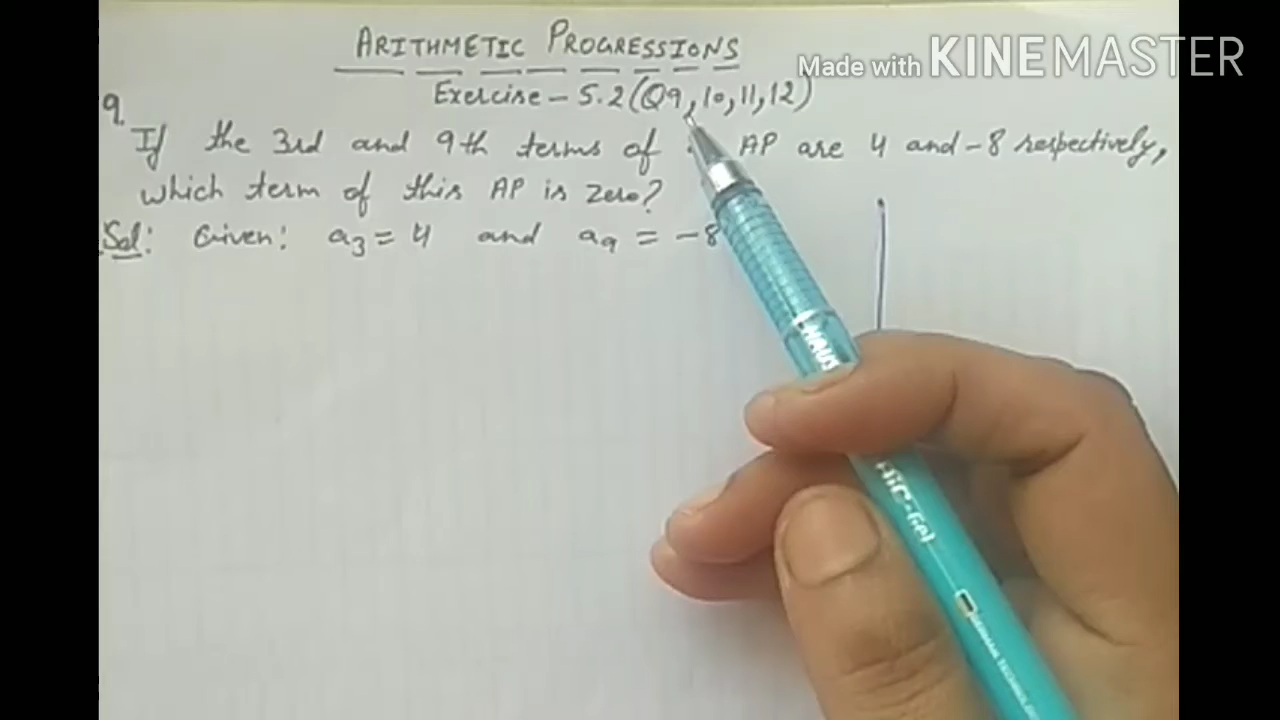 ARITHMETIC PROGRESSIONS
Made with KINEMASTER
Exercise - 5.2 (Q9, 10, 11, 12)
9.
If the 3rd and 9th terms of AP are 4 and -8 respectively,
which term of this AP is zero?
Sol: Given: a₃ = 4 and a₉ = -8
HAUS